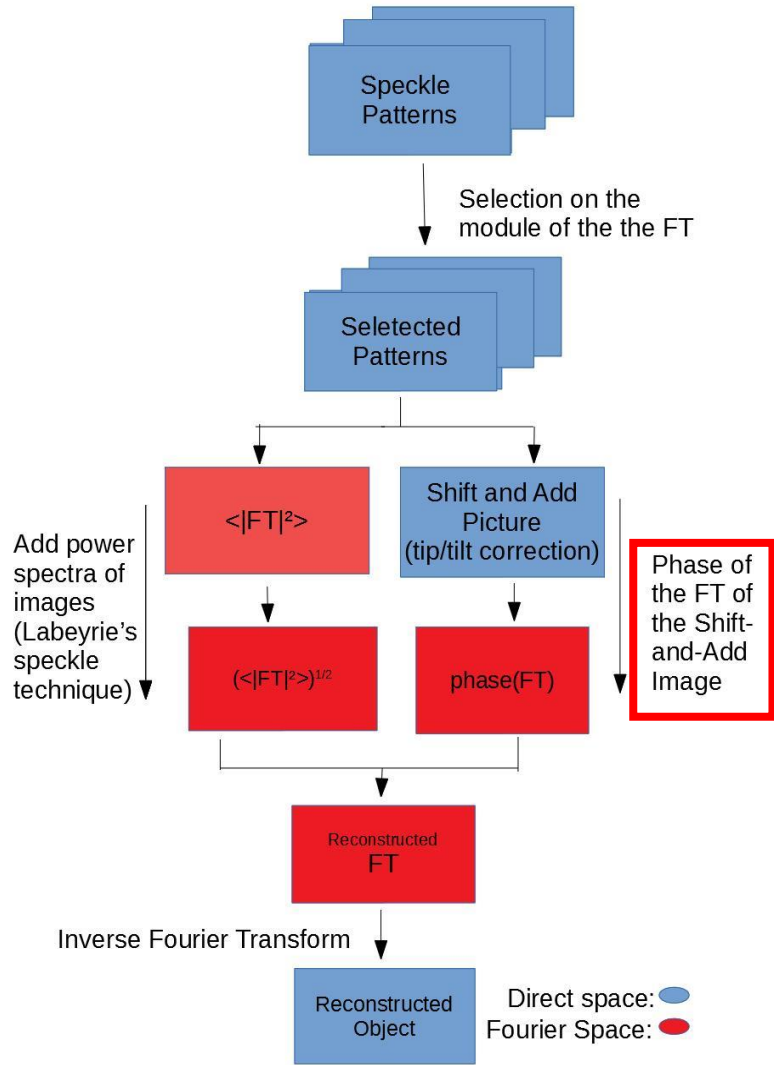 Speckle
Patterns
Selection on the
module of the the FT
Seletected
Patterns
<|FT|²>
Shift and Add
Picture
(tip/tilt correction)
Add power
spectra of
images
(Labeyrie's
speckle
technique)
Phase of
the FT of
the Shift-
and-Add
Image
(<|FT|²>)¹/²
phase(FT)
Reconstructed
FT
Inverse Fourier Transform
Reconstructed
Object
Direct space:
Fourier Space: